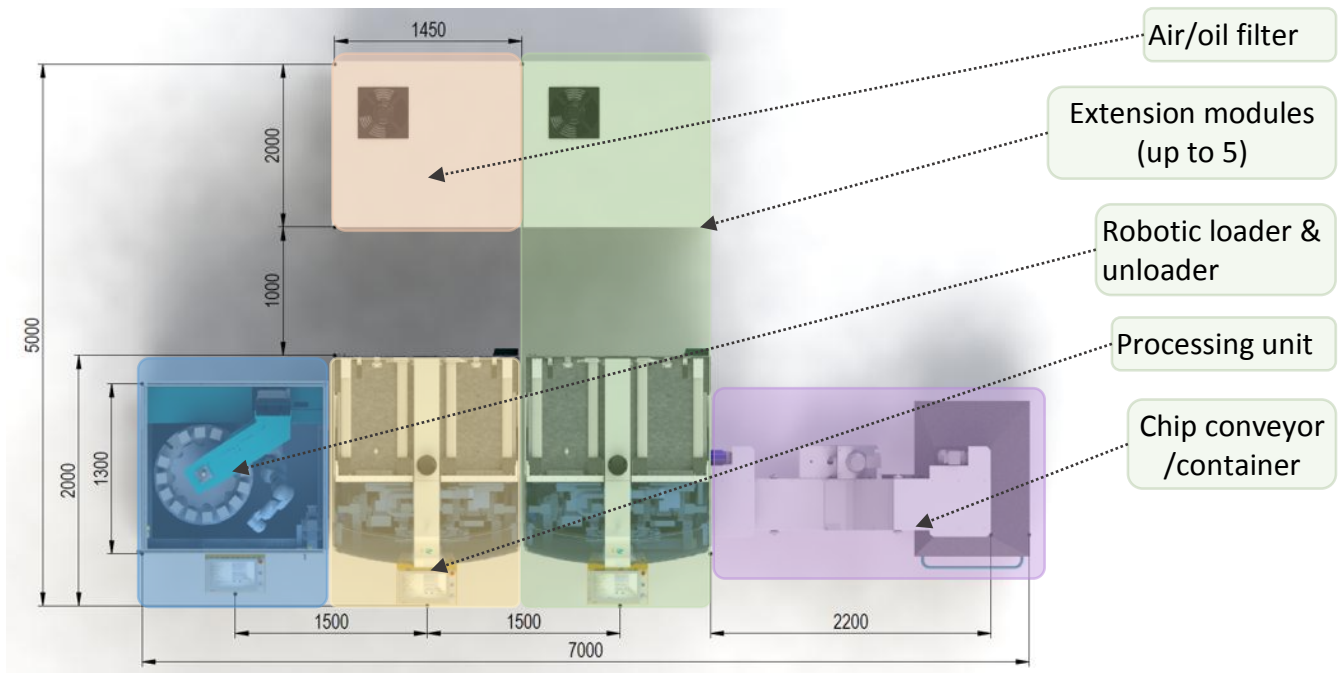 1450
Air/oil filter
Extension modules
(up to 5)
2000
Robotic loader &
unloader
1000
5000
Processing unit
Chip conveyor
/container
2000
1300
1500
1500
2200
7000